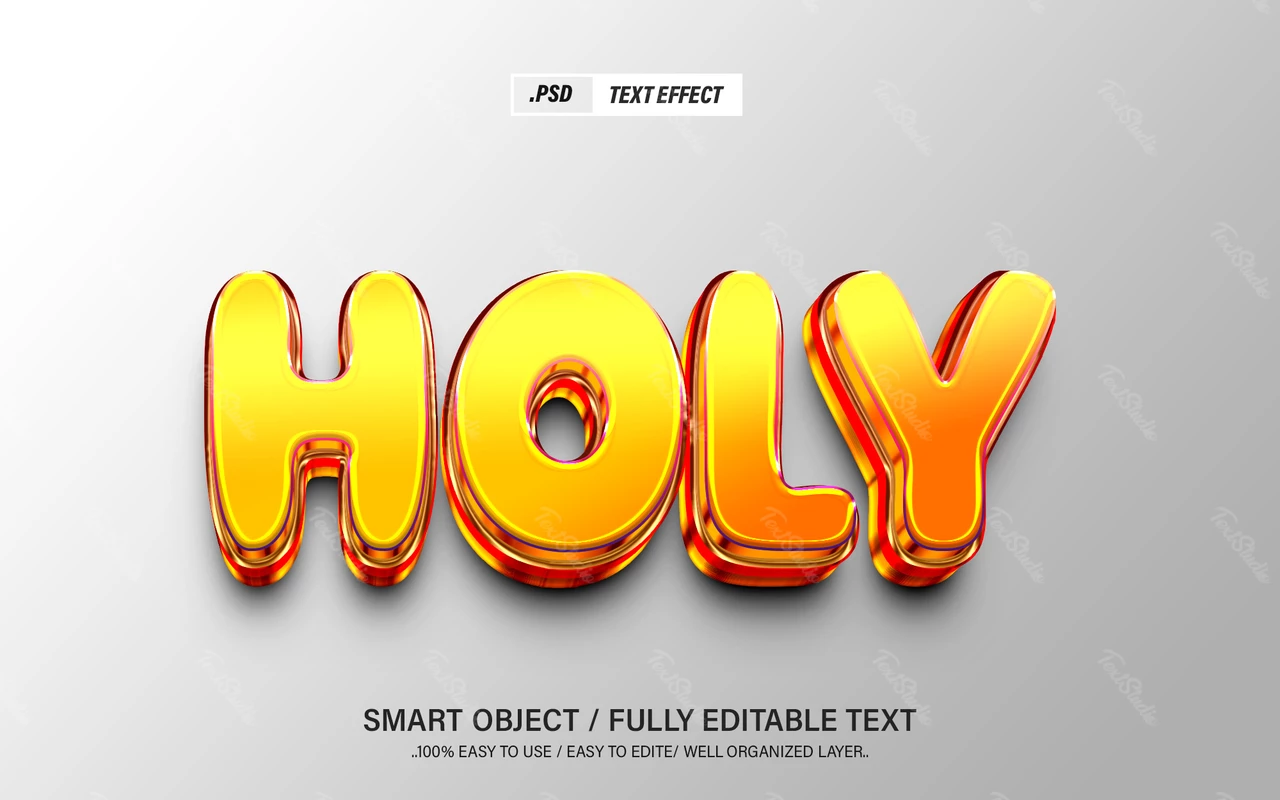 .PSD TEXT EFFECT
HOLY
SMART OBJECT / FULLY EDITABLE TEXT
..100% EASY TO USE / EASY TO EDITE/ WELL ORGANIZED LAYER..